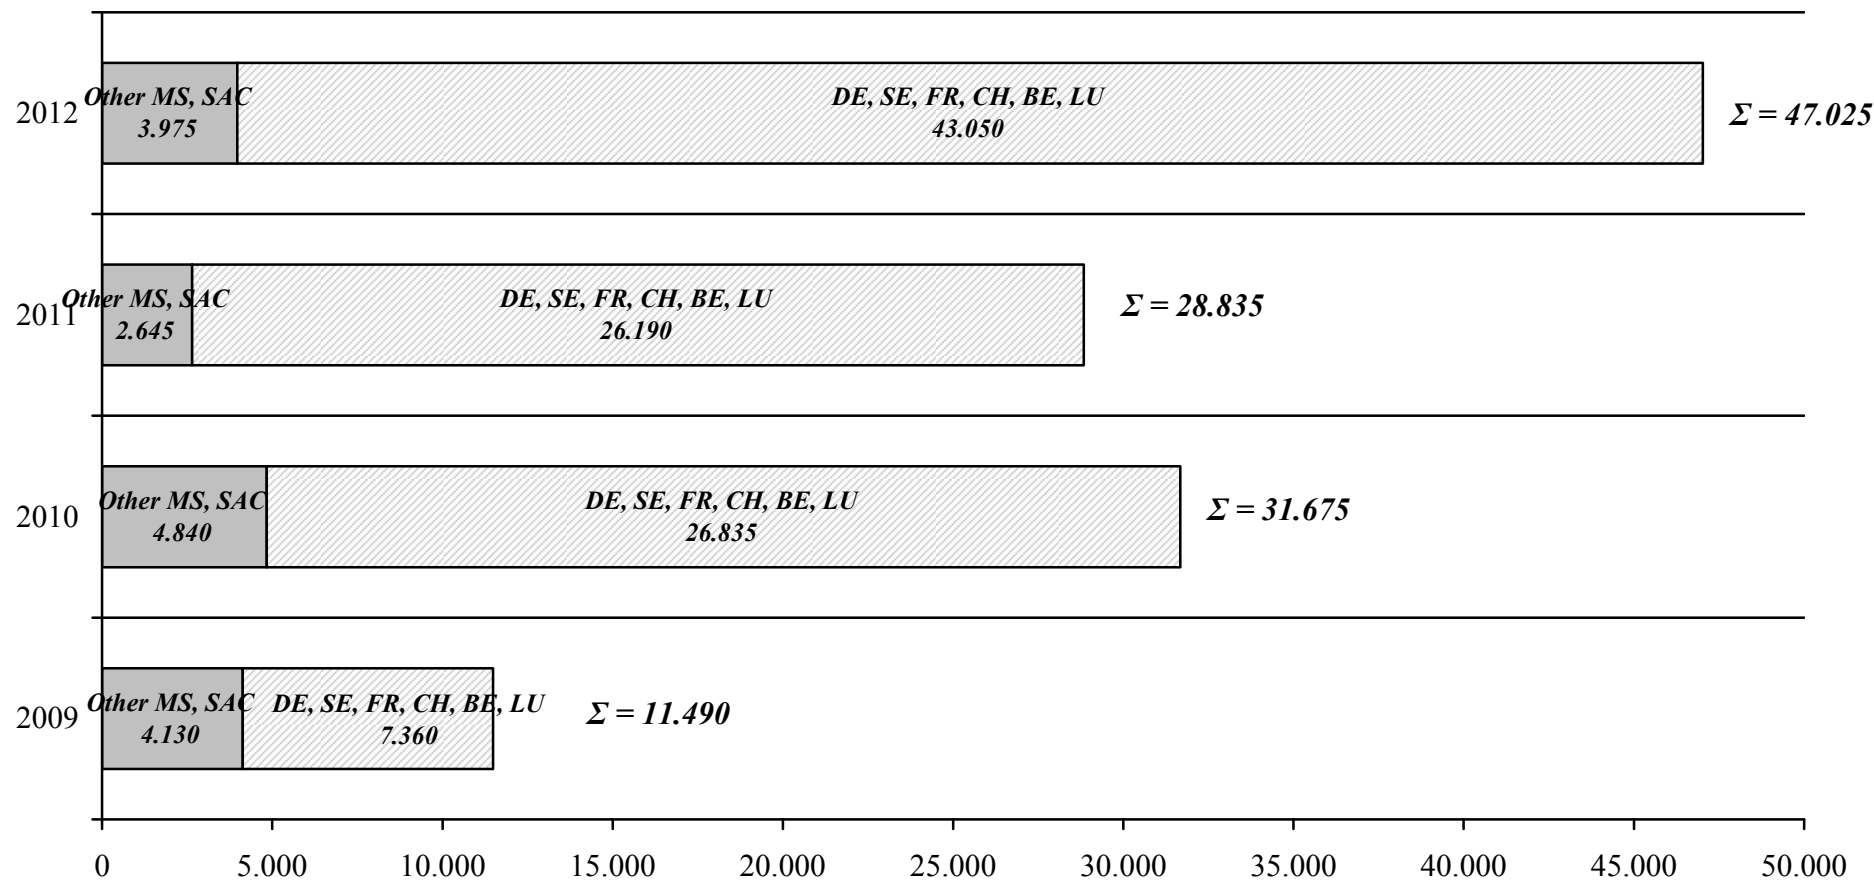 2012
Other MS, SAC
3.975
DE, SE, FR, CH, BE, LU
43.050
Σ = 47.025
2011
Other MS, SAC
2.645
DE, SE, FR, CH, BE, LU
26.190
Σ = 28.835
2010
Other MS, SAC
4.840
DE, SE, FR, CH, BE, LU
26.835
Σ = 31.675
2009
Other MS, SAC
4.130
DE, SE, FR, CH, BE, LU
7.360
Σ = 11.490
0 5.000 10.000 15.000 20.000 25.000 30.000 35.000 40.000 45.000 50.000